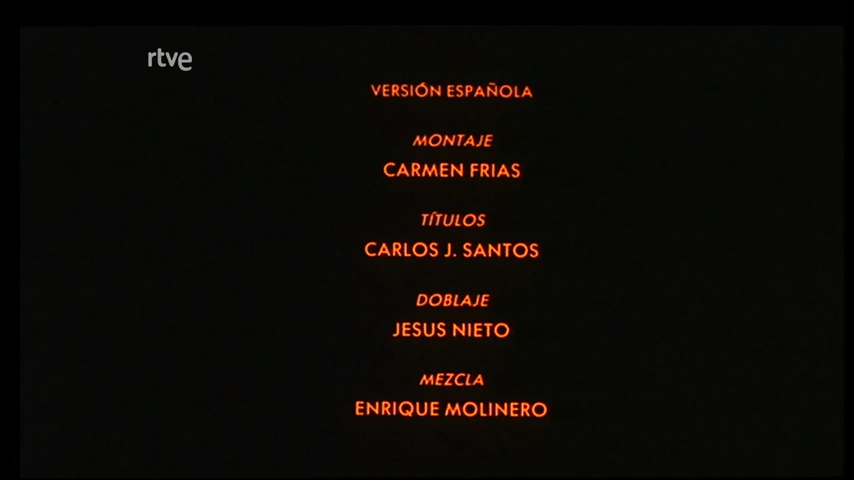 rtve
VERSIÓN ESPAÑOLA
MONTAJE
CARMEN FRIAS
TÍTULOS
CARLOS J. SANTOS
DOBLAJE
JESUS NIETO
MEZCLA
ENRIQUE MOLINERO